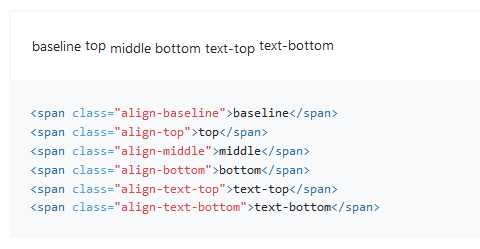 baseline top middle bottom text-top text-bottom
<span class="align-baseline">baseline</span>
<span class="align-top">top</span>
<span class="align-middle">middle</span>
<span class="align-bottom">bottom</span>
<span class="align-text-top">text-top</span>
<span class="align-text-bottom">text-bottom</span>